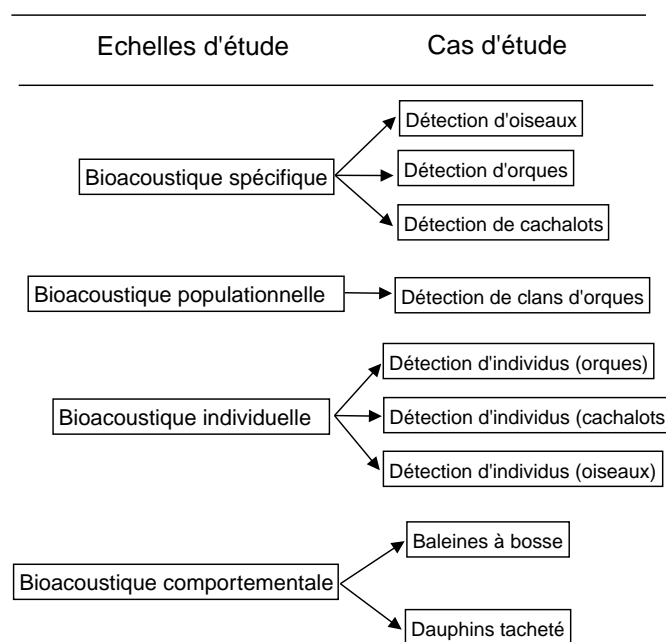 Echelles d'étude
Cas d'étude
Bioacoustique spécifique
Détection d'oiseaux
Détection d'orques
Détection de cachalots
Bioacoustique populationnelle
Détection de clans d'orques
Bioacoustique individuelle
Détection d'individus (orques)
Détection d'individus (cachalots
Détection d'individus (oiseaux)
Bioacoustique comportementale
Baleines à bosse
Dauphins tacheté